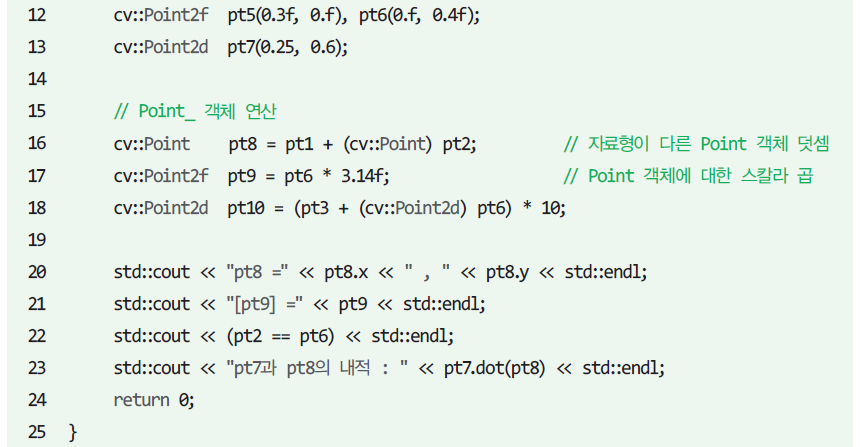 12 cv::Point2f pt5(0.3f, 0.f), pt6(0.f, 0.4f);
13 cv::Point2d pt7(0.25, 0.6);
14
15 // Point_ 객체 연산
16 cv::Point pt8 = pt1 + (cv::Point) pt2; // 자료형이 다른 Point 객체 덧셈
17 cv::Point2f pt9 = pt6 * 3.14f; // Point 객체에 대한 스칼라 곱
18 cv::Point2d pt10 = (pt3 + (cv::Point2d) pt6) * 10;
19
20 std::cout << "pt8 =" << pt8.x << " , " << pt8.y << std::endl;
21 std::cout << "[pt9] =" << pt9 << std::endl;
22 std::cout << (pt2 == pt6) << std::endl;
23 std::cout << "pt7과 pt8의 내적 : " << pt7.dot(pt8) << std::endl;
24 return 0;
25 }